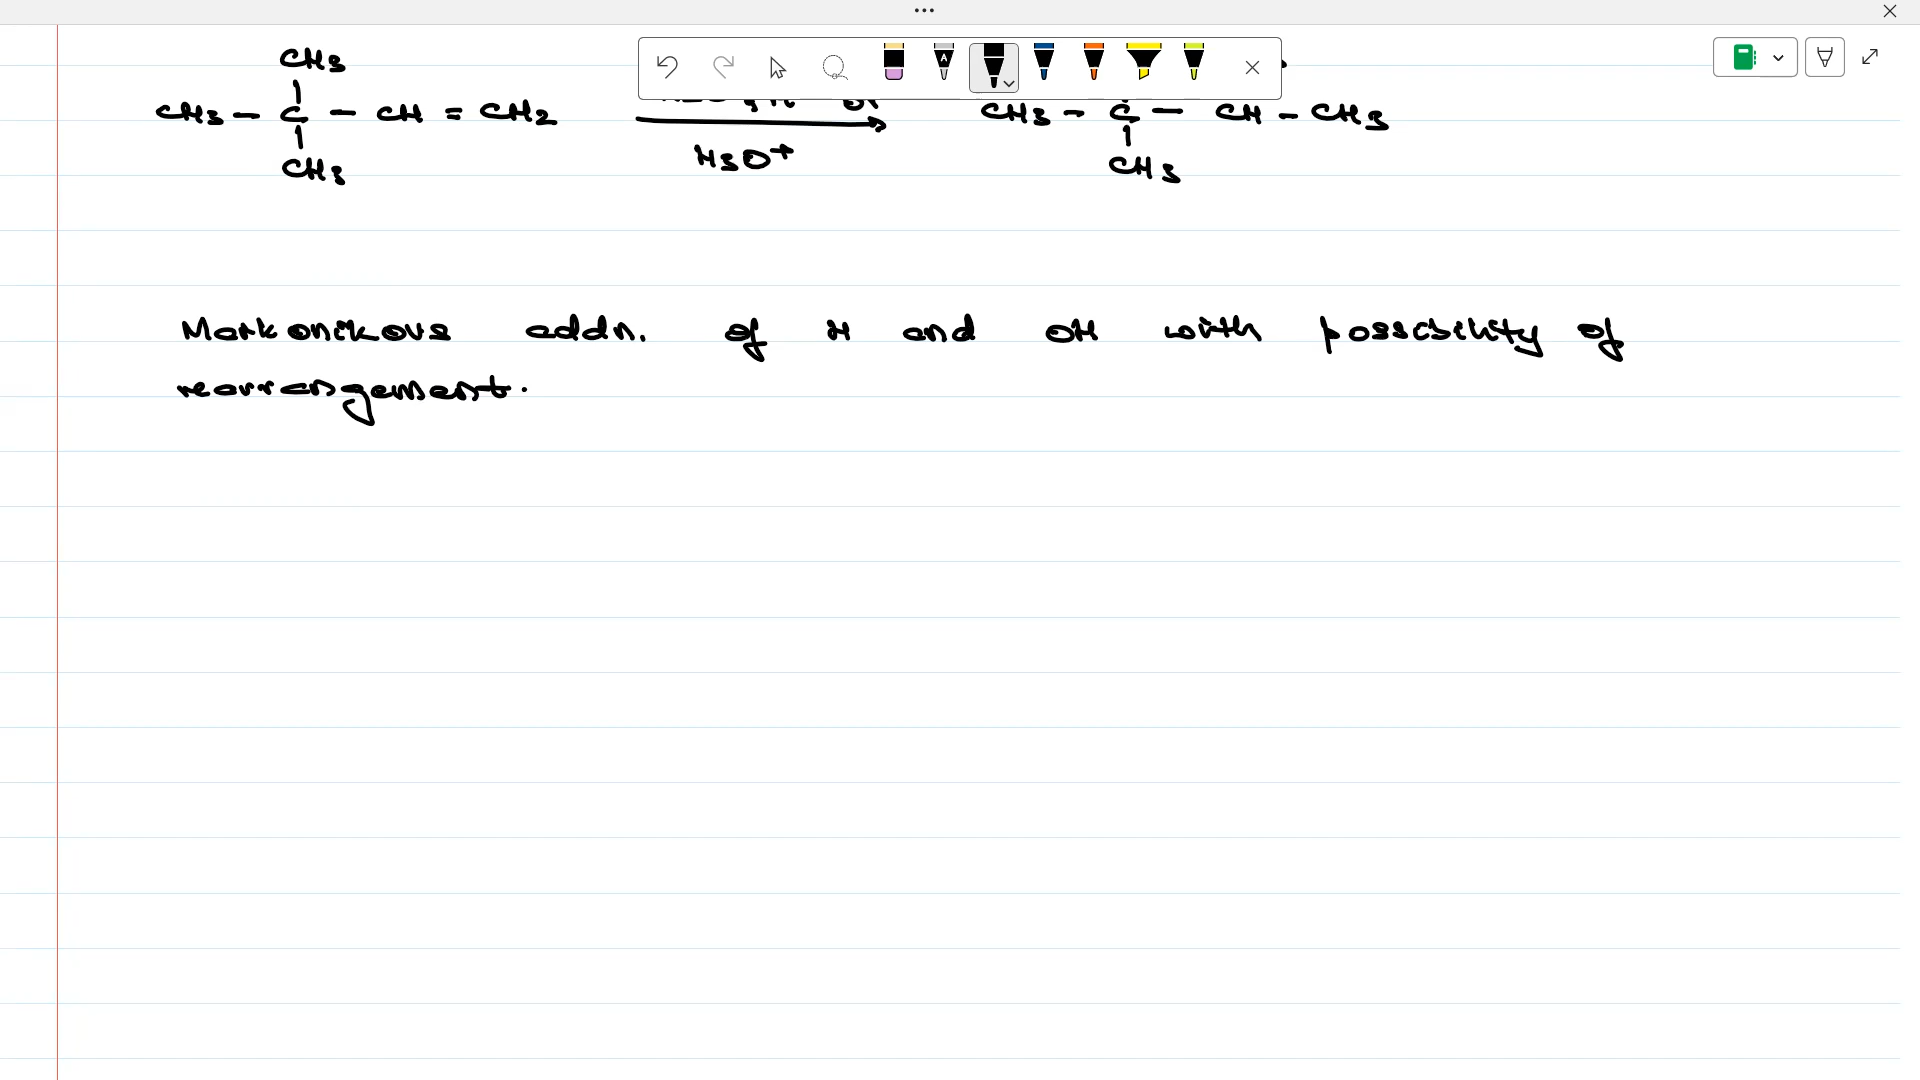 CH3
CH3 - C - CH = CH2
CH3
H3O+
CH3 - C - CH - CH3
CH3
Markonikovs addn. of H and OH with possibility of
rearrangement.